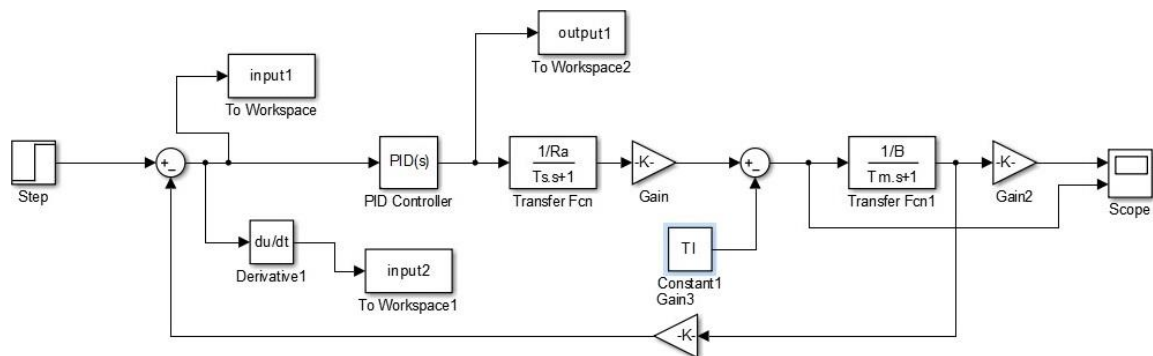 output1
To Workspace2
input1
To Workspace
+
−
PID(s)
PID Controller
1/Ra
Ts.s+1
Transfer Fcn
-K-
Gain
+
−
1/B
Tm.s+1
Transfer Fcn1
-K-
Gain2
Scope
Step
du/dt
Derivative1
input2
To Workspace1
Tl
Constant1
Gain3
-K-